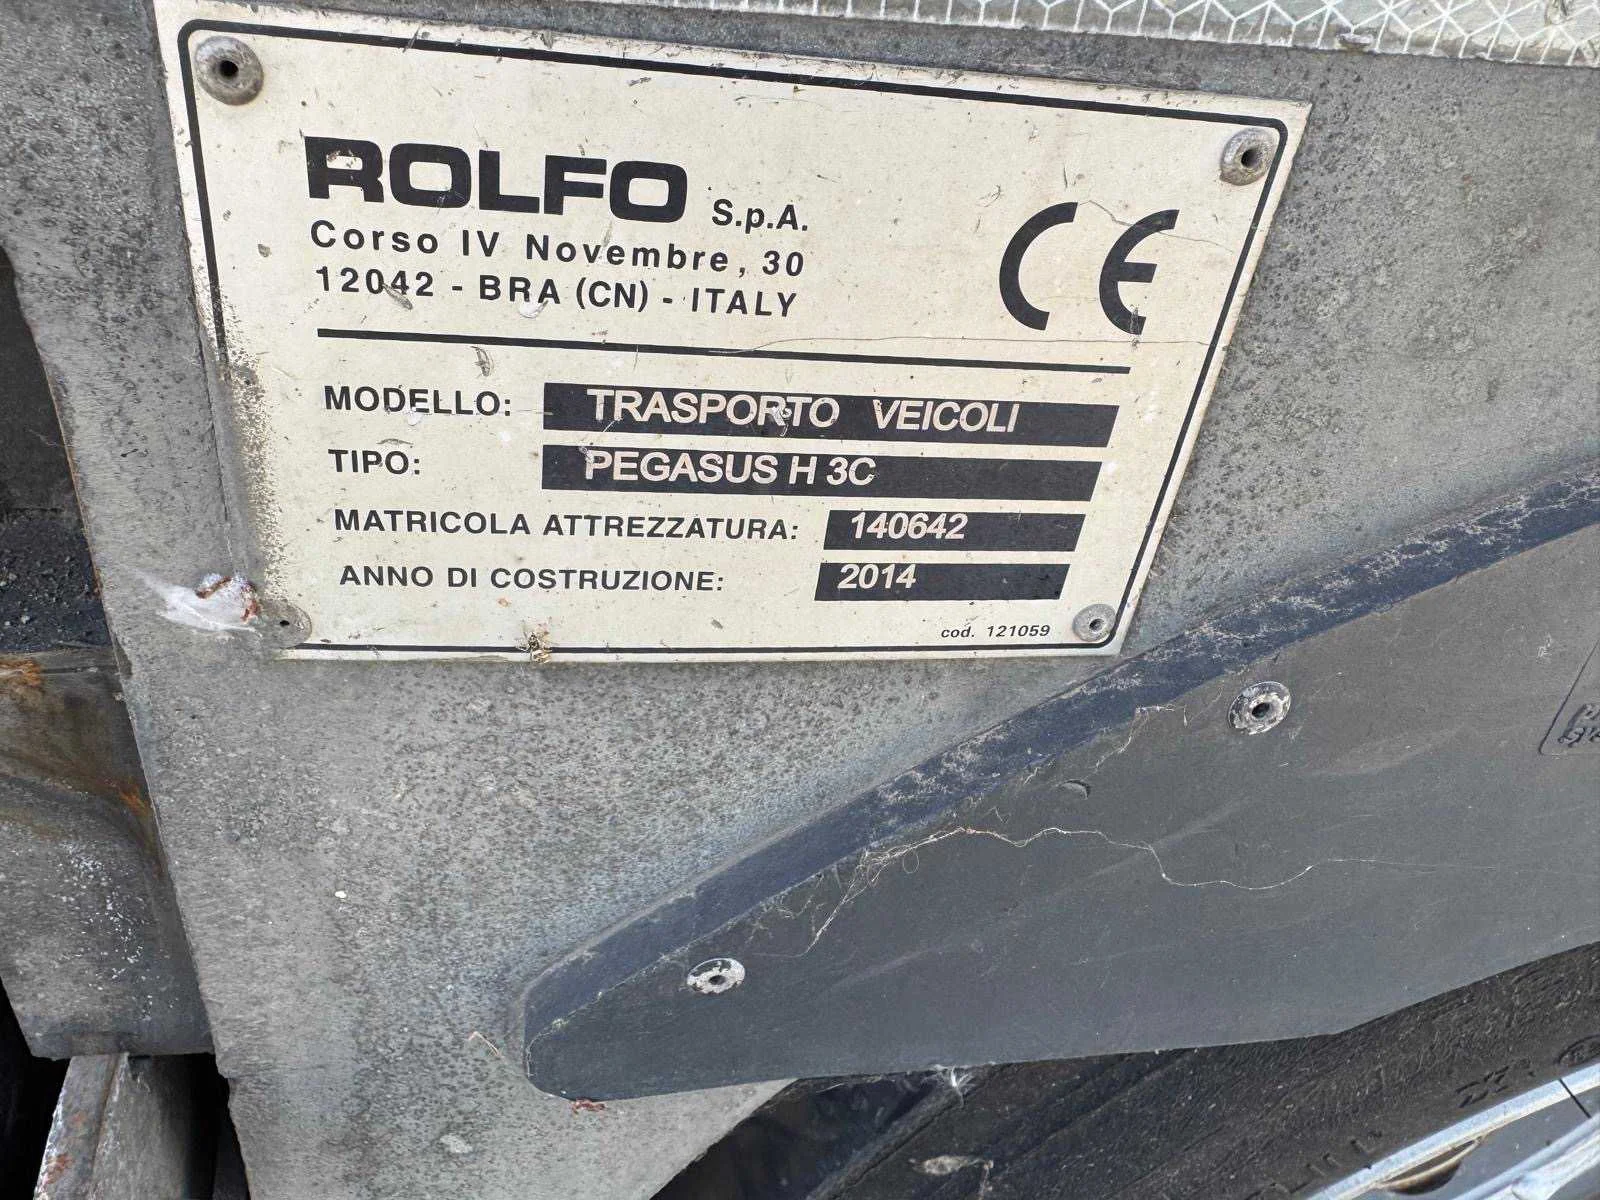 ROLFO S.p.A.
Corso IV Novembre, 30
12042 - BRA (CN) - ITALY
CE
MODELLO: TRASPORTO VEICOLI
TIPO: PEGASUS H 3C
MATRICOLA ATTREZZATURA: 140642
ANNO DI COSTRUZIONE: 2014
cod. 121059